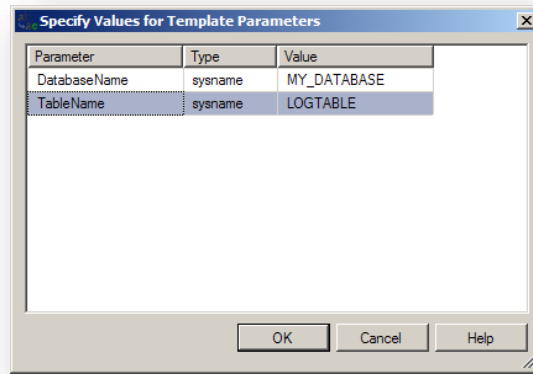 Specify Values for Template Parameters
Parameter Type Value
DatabaseName sysname MY_DATABASE
TableName sysname LOGTABLE
OK Cancel Help